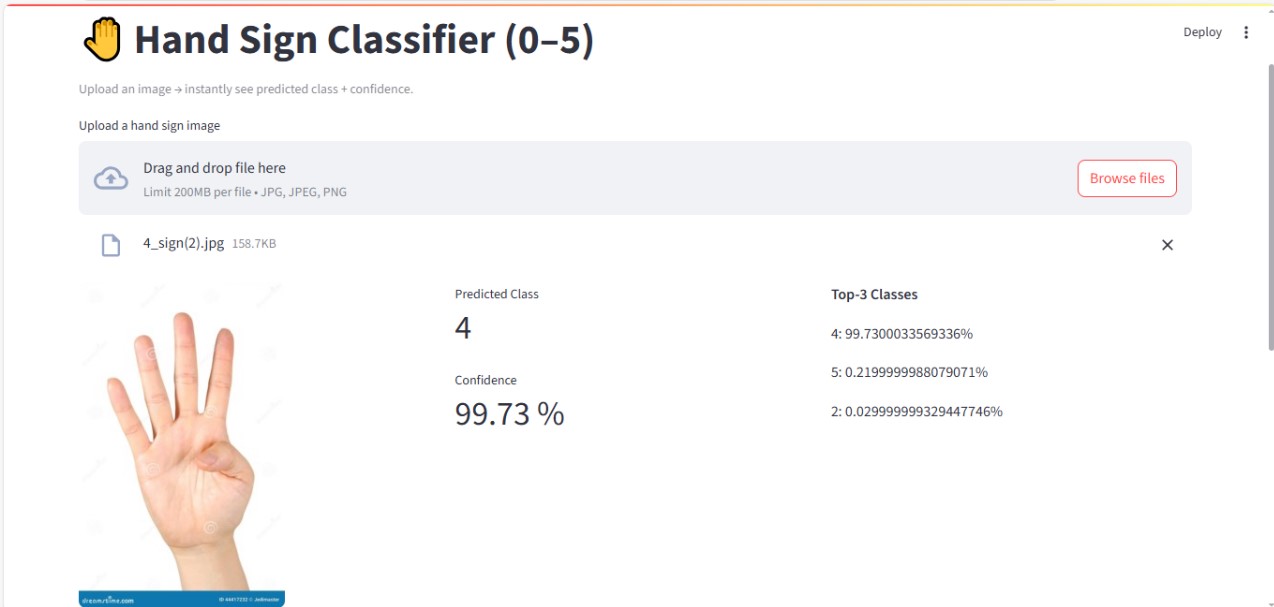 Hand Sign Classifier (0–5)
Deploy
Upload an image → instantly see predicted class + confidence.
Upload a hand sign image
Drag and drop file here
Limit 200MB per file • JPG, JPEG, PNG
Browse files
4_sign(2).jpg 158.7KB
Predicted Class
4
Confidence
99.73 %
Top-3 Classes
4: 99.7300033569336%
5: 0.2199999988079071%
2: 0.029999999329447746%
dreamstime.com